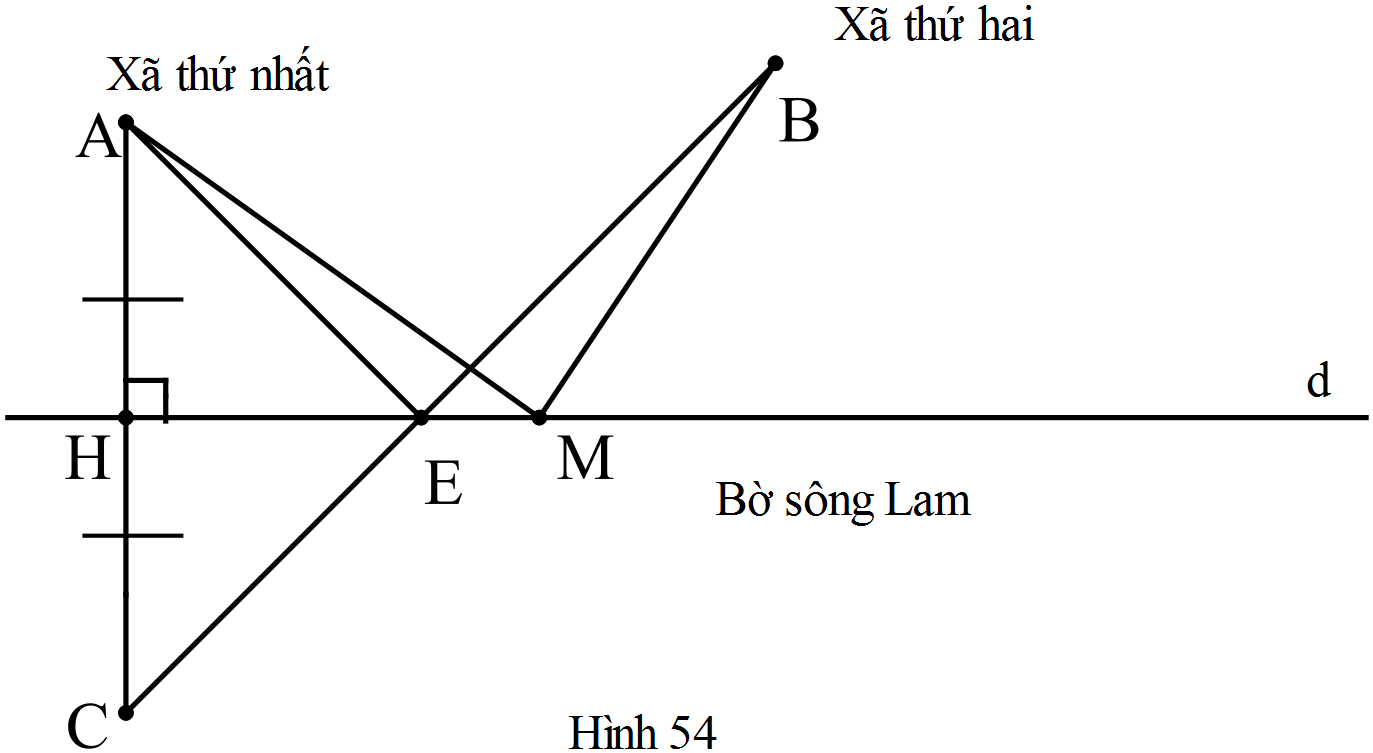 Xã thứ hai
Xã thứ nhất
B
A
d
H
E
M
Bờ sông Lam
C
Hình 54